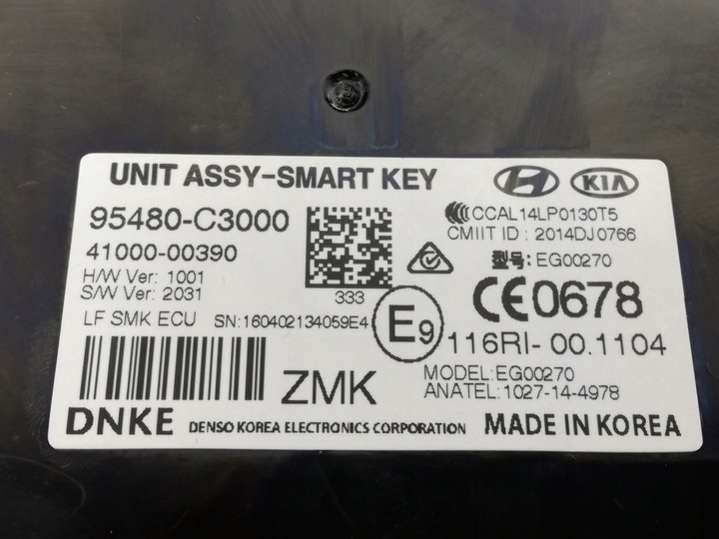 UNIT ASSY-SMART KEY
KIA
95480-C3000
CCAL14LP0130T5
CMIIT ID : 2014DJ0766
41000-00390
型号: EG00270
H/W Ver: 1001
S/W Ver: 2031
333
CE0678
LF SMK ECU SN:160402134059E4
E9
116RI- 00.1104
ZMK
MODEL:EG00270
ANATEL:1027-14-4978
DNKE DENSO KOREA ELECTRONICS CORPORATION MADE IN KOREA